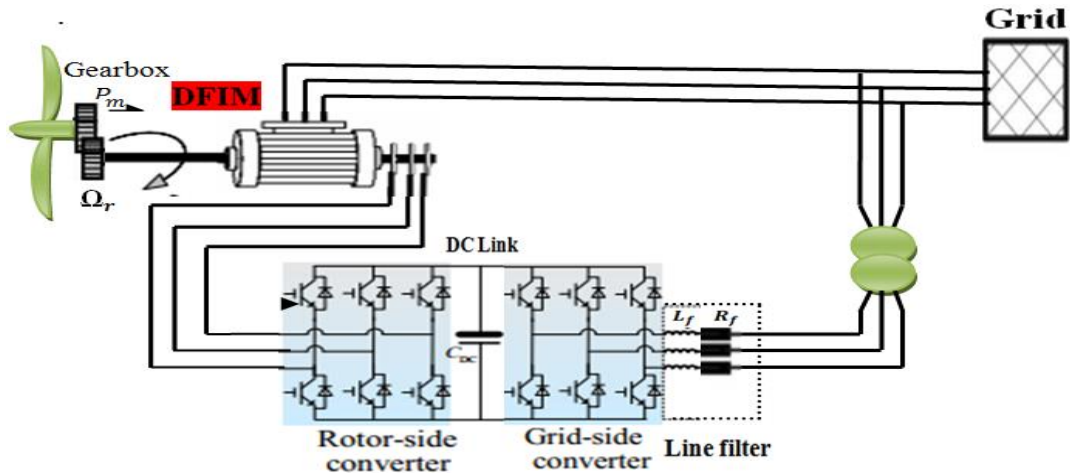 Grid
Gearbox
Pm
DFIM
Ωr
DC Link
Lf Rf
CDC
Rotor-side
converter
Grid-side
converter
Line filter